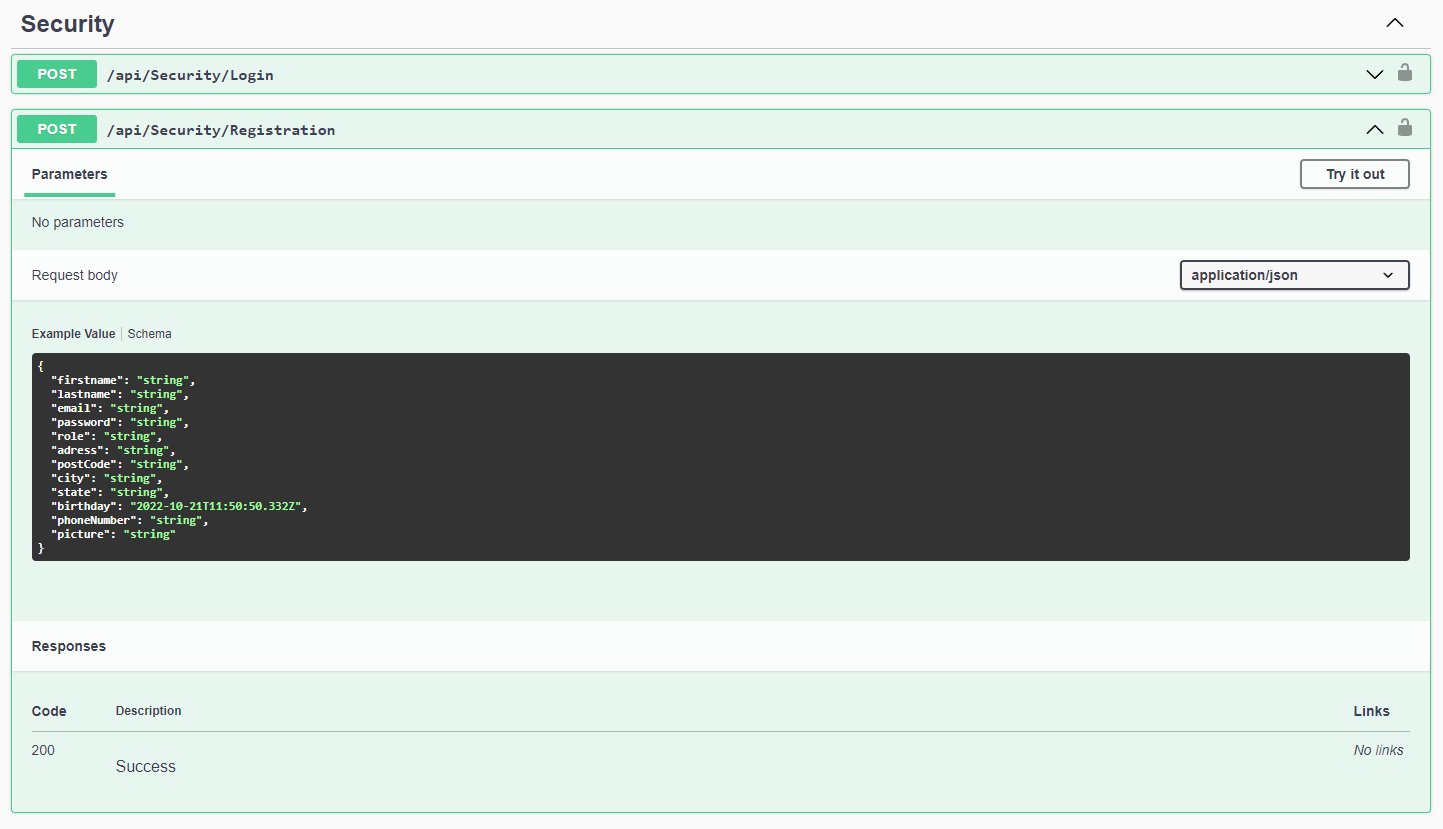 Security
POST /api/Security/Login
POST /api/Security/Registration
Parameters Try it out
No parameters
Request body application/json
Example Value Schema
{
  "firstname": "string",
  "lastname": "string",
  "email": "string",
  "password": "string",
  "role": "string",
  "adress": "string",
  "postCode": "string",
  "city": "string",
  "state": "string",
  "birthday": "2022-10-21T11:50:50.332Z",
  "phoneNumber": "string",
  "picture": "string"
}
Responses
Code Description Links
200 Success No links